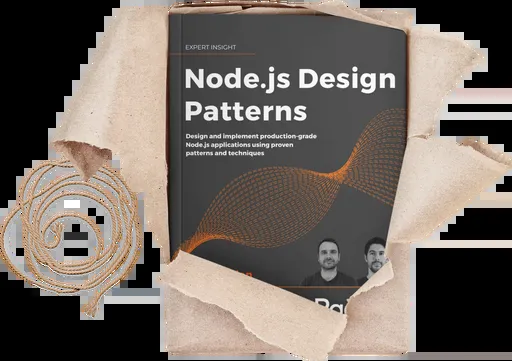 EXPERT INSIGHT
Node.js Design
Patterns
Design and implement production-grade
Node.js applications using proven
patterns and techniques